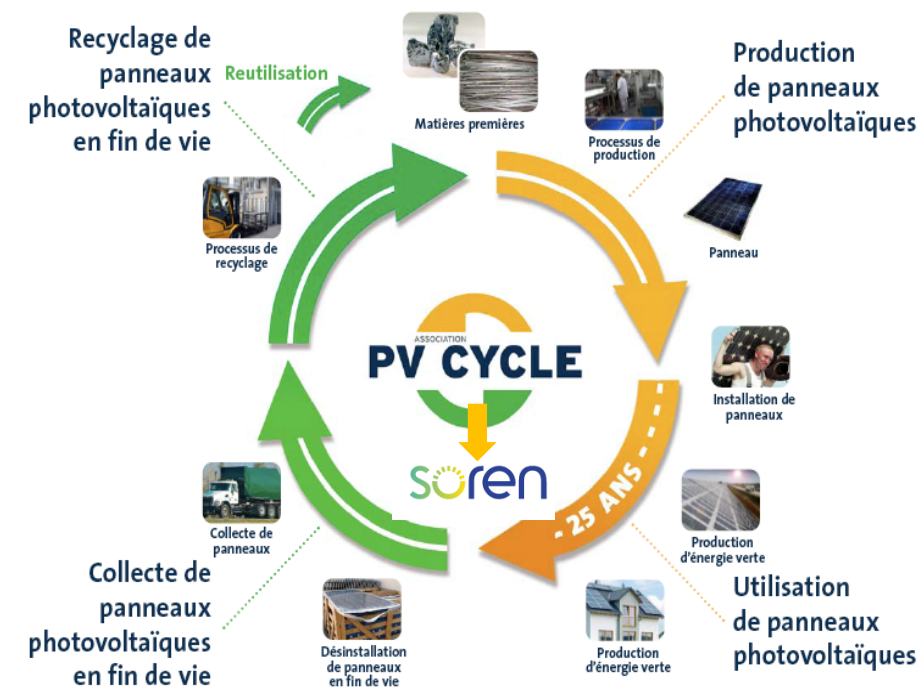 Recyclage de
panneaux
photovoltaïques
en fin de vie
Reutilisation
Matières premières
Processus de
production
Production
de panneaux
photovoltaïques
Panneau
Processus de
recyclage
ASSOCIATION
PV CYCLE
soren
Installation de
panneaux
- 25 ANS - - -
Production
d'énergie verte
Utilisation
de panneaux
photovoltaïques
Production
d'énergie verte
Désinstallation
de panneaux
en fin de vie
Collecte de
panneaux
Collecte de
panneaux
photovoltaïques
en fin de vie